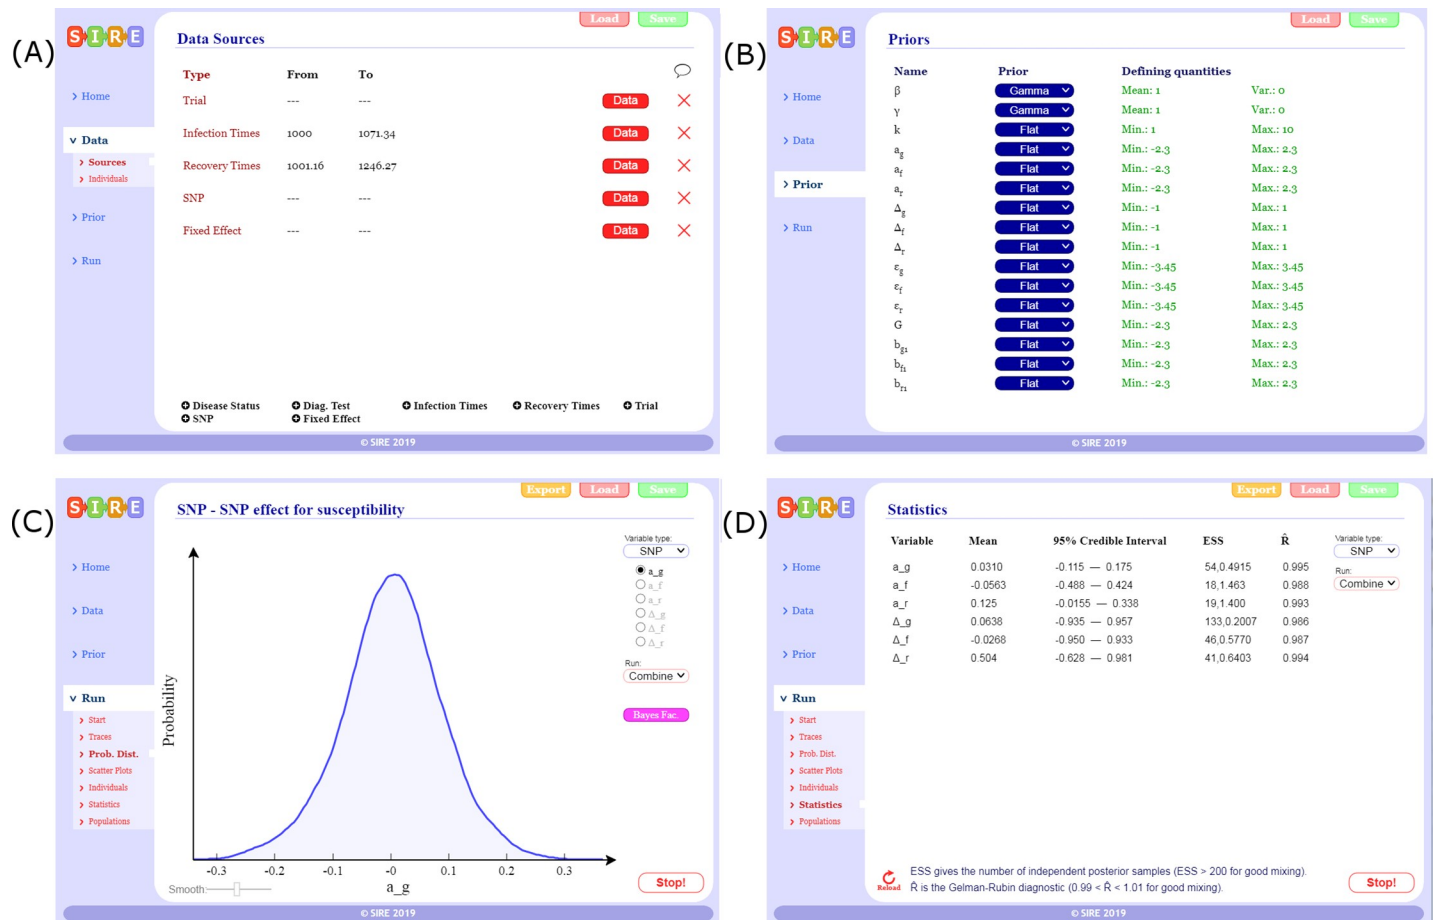 (A)
S I R E
Load Save
Data Sources
Type From To
> Home
Trial --- --- Data
v Data
Infection Times 1000 1071.34 Data
> Sources
Recovery Times 1001.16 1246.27 Data
> Individuals
SNP --- --- Data
> Prior
Fixed Effect --- --- Data
> Run
Disease Status Diag. Test Infection Times Recovery Times Trial
SNP Fixed Effect
© SIRE 2019
(B)
S I R E
Load Save
Priors
Name Prior Defining quantities
> Home
> Data
> Prior
> Run
β Gamma Mean: 1 Var.: 0
γ Gamma Mean: 1 Var.: 0
k Flat Min.: 1 Max.: 10
a_g Flat Min.: -2.3 Max.: 2.3
a_f Flat Min.: -2.3 Max.: 2.3
a_r Flat Min.: -2.3 Max.: 2.3
Δ_g Flat Min.: -1 Max.: 1
Δ_f Flat Min.: -1 Max.: 1
Δ_r Flat Min.: -1 Max.: 1
ε_g Flat Min.: -3.45 Max.: 3.45
ε_f Flat Min.: -3.45 Max.: 3.45
ε_r Flat Min.: -3.45 Max.: 3.45
G Flat Min.: -2.3 Max.: 2.3
b_g1 Flat Min.: -2.3 Max.: 2.3
b_f1 Flat Min.: -2.3 Max.: 2.3
b_r1 Flat Min.: -2.3 Max.: 2.3
© SIRE 2019
(C)
S I R E
Export Load Save
SNP - SNP effect for susceptibility
> Home
> Data
> Prior
v Run
> Start
> Traces
> Prob. Dist.
> Scatter Plots
> Individuals
> Statistics
> Populations
Variable type:
SNP
a_g
a_f
a_r
Δ_g
Δ_f
Δ_r
Run:
Combine
Bayes Fac.
Probability
-0.3 -0.2 -0.1 -0 0.1 0.2 0.3
a_g
Smooth:
Stop!
© SIRE 2019
(D)
S I R E
Export Load Save
Statistics
> Home
> Data
> Prior
v Run
> Start
> Traces
> Prob. Dist.
> Scatter Plots
> Individuals
> Statistics
> Populations
Variable Mean 95% Credible Interval ESS R̂
a_g 0.0310 -0.115 — 0.175 54,0.4915 0.995
a_f -0.0563 -0.488 — 0.424 18,1.463 0.988
a_r 0.125 -0.0155 — 0.338 19,1.400 0.993
Δ_g 0.0638 -0.935 — 0.957 133,0.2007 0.986
Δ_f -0.0268 -0.950 — 0.933 46,0.5770 0.987
Δ_r 0.504 -0.628 — 0.981 41,0.6403 0.994
Variable type:
SNP
Run:
Combine
Reload
ESS gives the number of independent posterior samples (ESS > 200 for good mixing).
R̂ is the Gelman-Rubin diagnostic (0.99 < R̂ < 1.01 for good mixing).
Stop!
© SIRE 2019